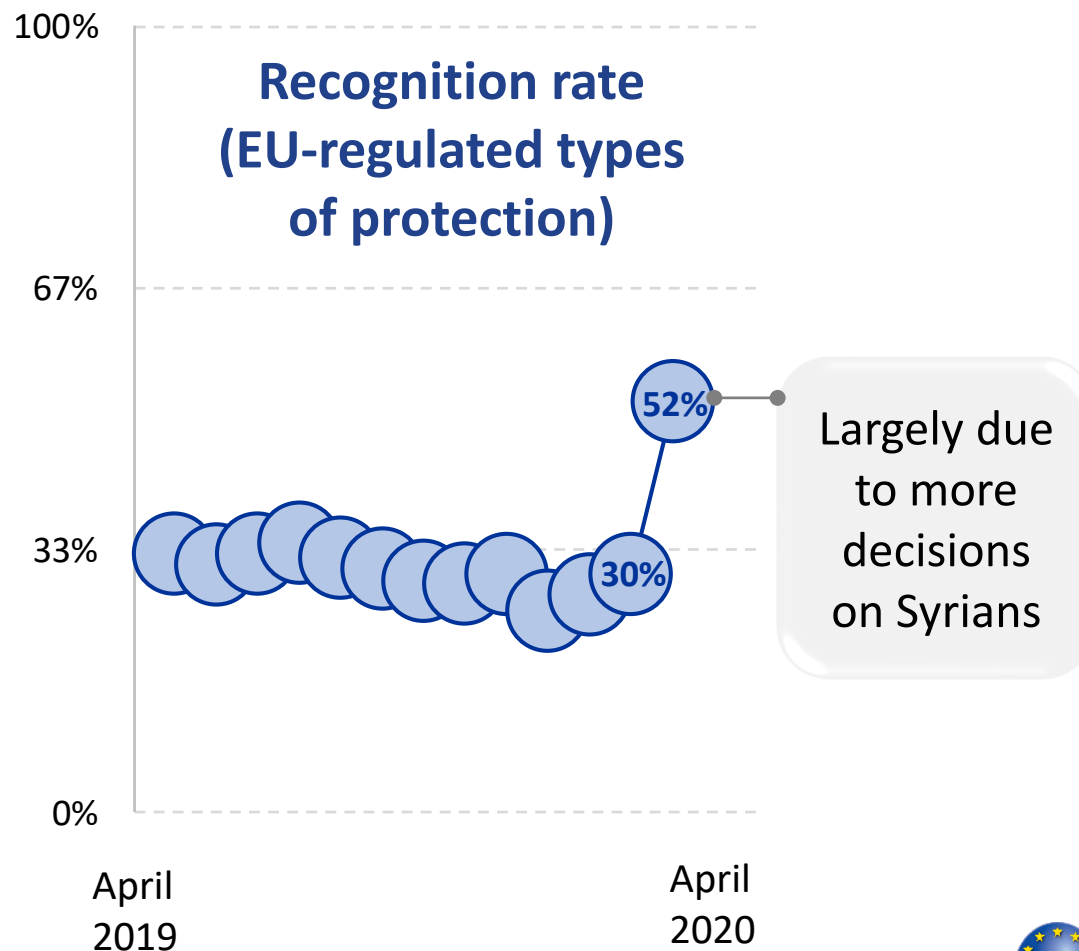 100%
Recognition rate
(EU-regulated types
of protection)
67%
52%
Largely due
to more
decisions
on Syrians
33%
30%
0%
April
2019
April
2020